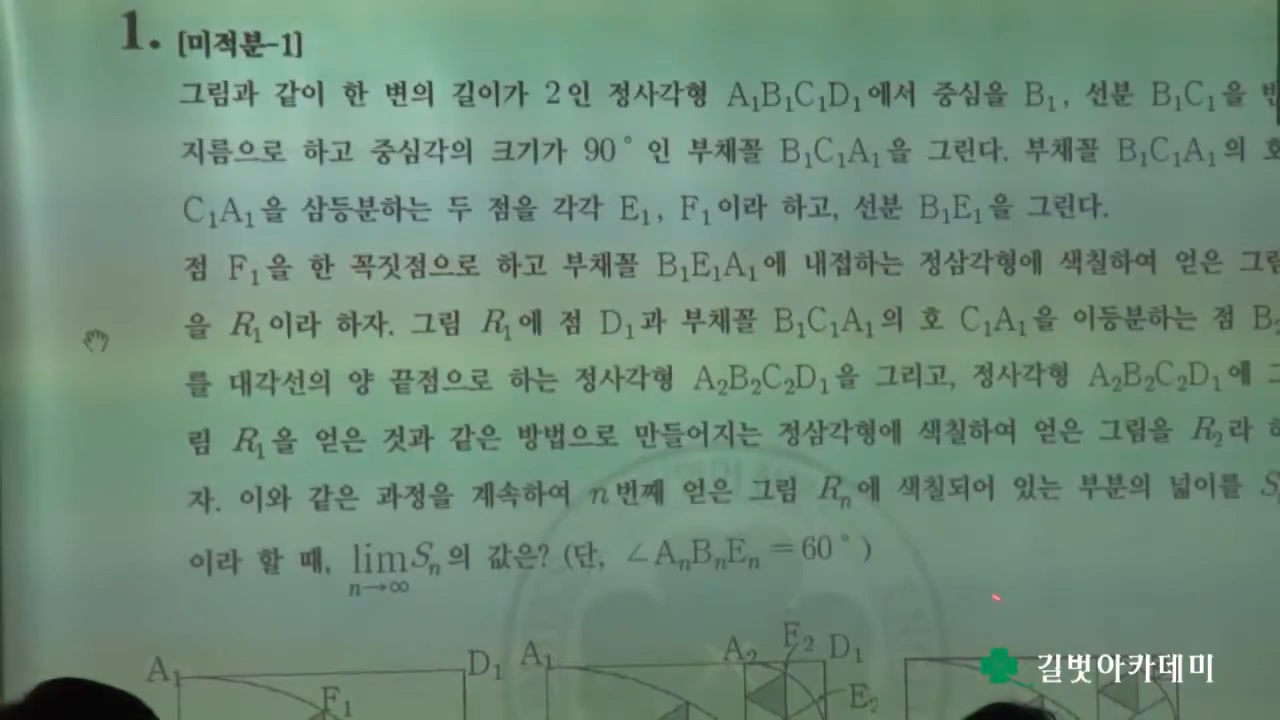 1. [미적분-1]
그림과 같이 한 변의 길이가 2인 정사각형 A₁B₁C₁D₁에서 중심을 B₁, 선분 B₁C₁을 반
지름으로 하고 중심각의 크기가 90°인 부채꼴 B₁C₁A₁을 그린다. 부채꼴 B₁C₁A₁의 호
C₁A₁을 삼등분하는 두 점을 각각 E₁, F₁이라 하고, 선분 B₁E₁을 그린다.
점 F₁을 한 꼭짓점으로 하고 부채꼴 B₁E₁A₁에 내접하는 정삼각형에 색칠하여 얻은 그림
을 R₁이라 하자. 그림 R₁에 점 D₁과 부채꼴 B₁C₁A₁의 호 C₁A₁을 이등분하는 점 B₂
를 대각선의 양 끝점으로 하는 정사각형 A₂B₂C₂D₁을 그리고, 정사각형 A₂B₂C₂D₁에 그
림 R₁을 얻은 것과 같은 방법으로 만들어지는 정삼각형에 색칠하여 얻은 그림을 R₂라 하
자. 이와 같은 과정을 계속하여 n번째 얻은 그림 Rₙ에 색칠되어 있는 부분의 넓이를 S
이라 할 때, lim n→∞ Sₙ의 값은? (단, ∠AₙBₙEₙ=60°)
A₁ D₁ A₁ A₂ F₂ D₁
F₁ E₂
길벗아카데미